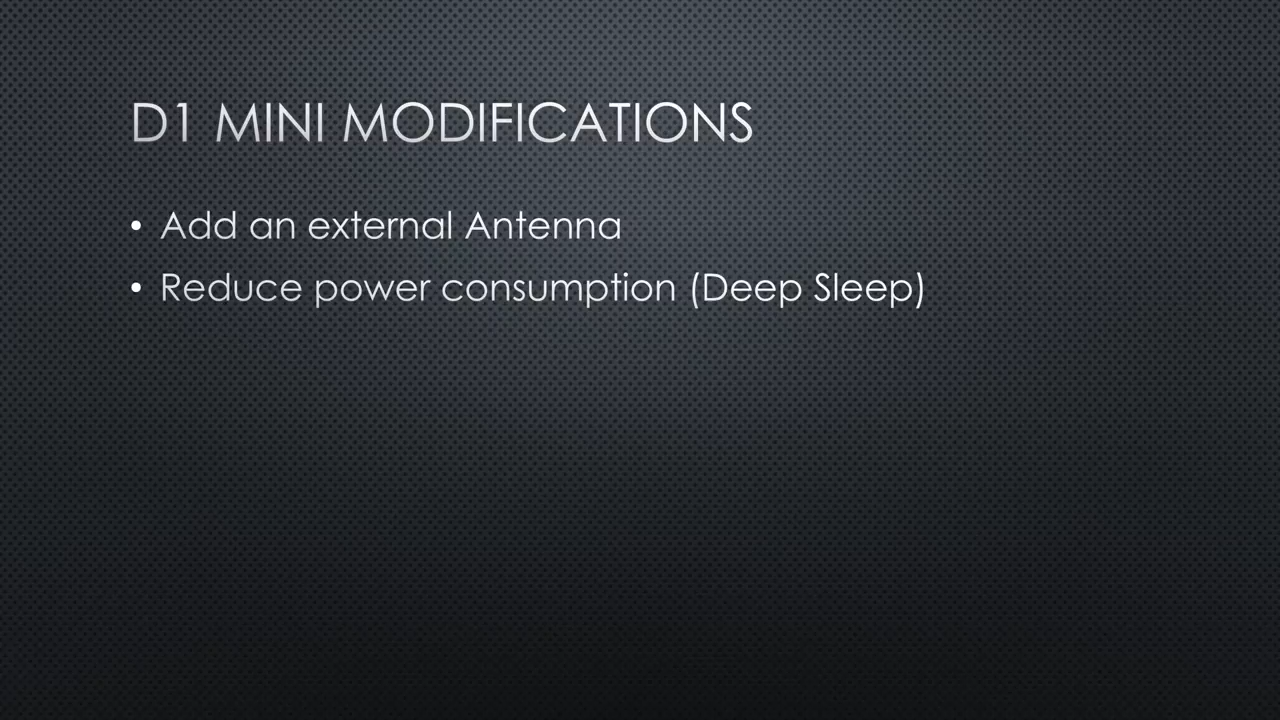 D1 MINI MODIFICATIONS
• Add an external Antenna
• Reduce power consumption (Deep Sleep)